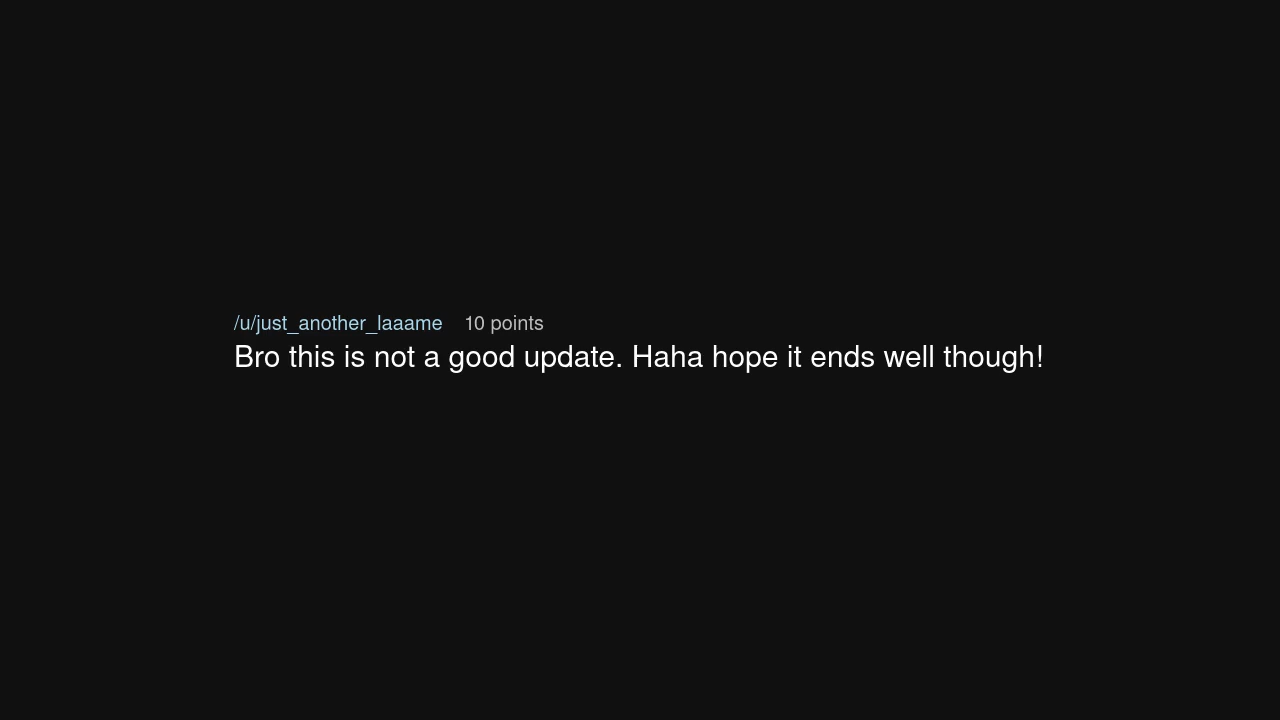 /u/just_another_laaame 10 points
Bro this is not a good update. Haha hope it ends well though!